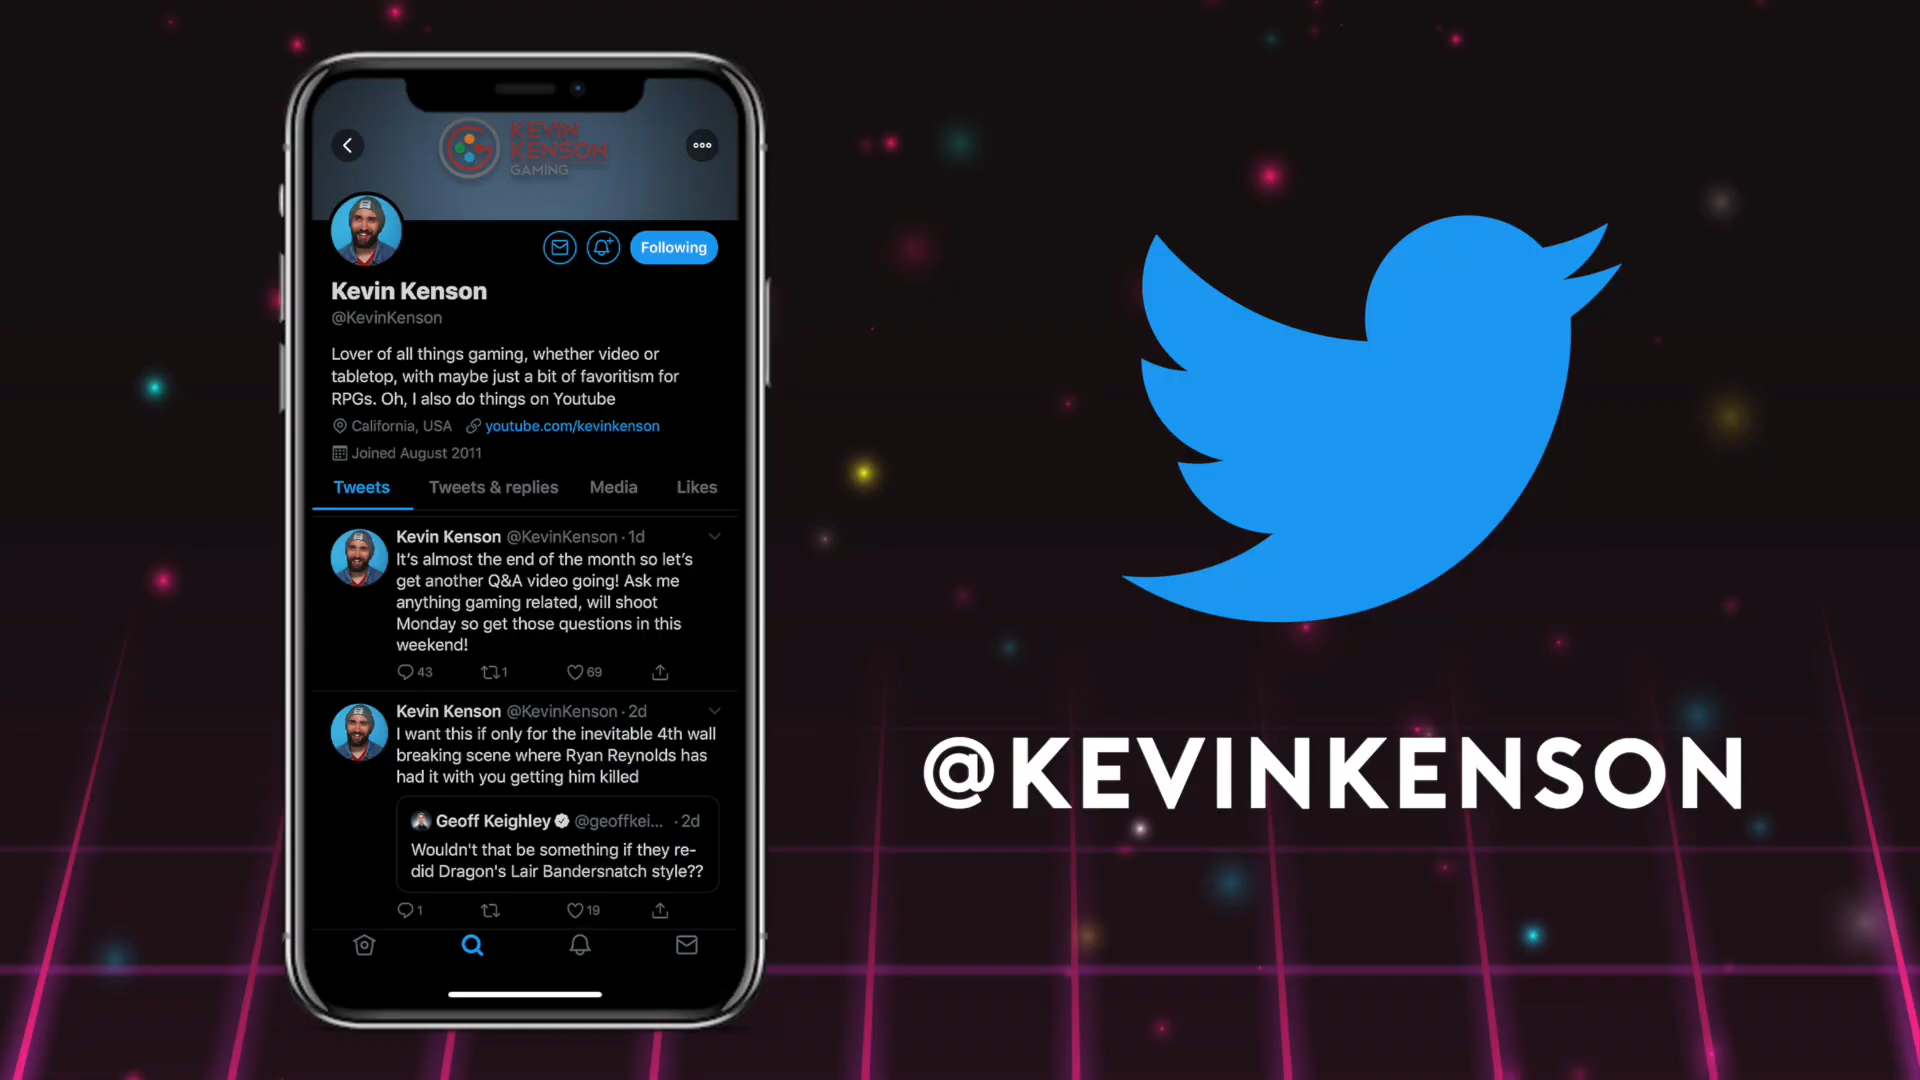 KEVIN
KENSON
GAMING
Following
Kevin Kenson
@KevinKenson
Lover of all things gaming, whether video or
tabletop, with maybe just a bit of favoritism for
RPGs. Oh, I also do things on Youtube
California, USA youtube.com/kevinkenson
Joined August 2011
Tweets Tweets & replies Media Likes
Kevin Kenson @KevinKenson · 1d
It's almost the end of the month so let's
get another Q&A video going! Ask me
anything gaming related, will shoot
Monday so get those questions in this
weekend!
43 1 69
Kevin Kenson @KevinKenson · 2d
I want this if only for the inevitable 4th wall
breaking scene where Ryan Reynolds has
had it with you getting him killed
Geoff Keighley @geoffkei... · 2d
Wouldn't that be something if they re-
did Dragon's Lair Bandersnatch style??
1 19
@KEVINKENSON